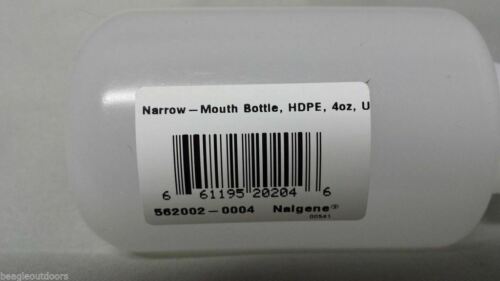 Narrow-Mouth Bottle, HDPE, 4oz, U
6 61195 20204 6
562002-0004 Nalgene®
00541
beagleoutdoors